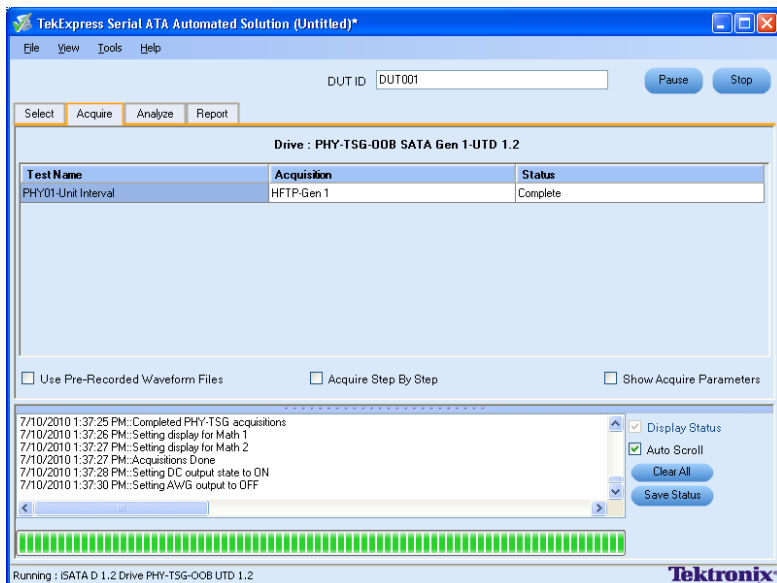 TekExpress Serial ATA Automated Solution (Untitled)*
File View Tools Help
DUT ID DUT001 Pause Stop
Select Acquire Analyze Report
Drive : PHY-TSG-OOB SATA Gen 1-UTD 1.2
Test Name Acquisition Status
PHY01-Unit Interval HFTP-Gen 1 Complete
Use Pre-Recorded Waveform Files Acquire Step By Step Show Acquire Parameters
7/10/2010 1:37:25 PM::Completed PHY-TSG acquisitions
7/10/2010 1:37:26 PM::Setting display for Math 1
7/10/2010 1:37:27 PM::Setting display for Math 2
7/10/2010 1:37:27 PM::Acquisitions Done
7/10/2010 1:37:28 PM::Setting DC output state to ON
7/10/2010 1:37:30 PM::Setting AWG output to OFF
Display Status
Auto Scroll
Clear All
Save Status
Running : iSATA D 1.2 Drive PHY-TSG-OOB UTD 1.2
Tektronix